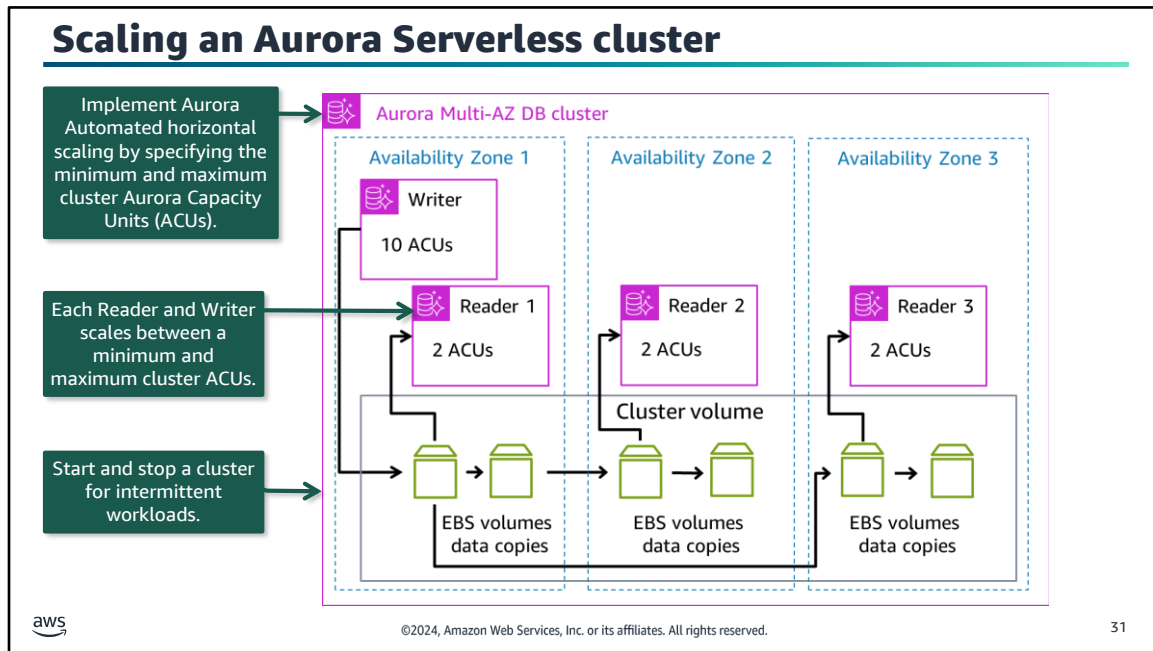 Scaling an Aurora Serverless cluster
Implement Aurora
Automated horizontal
scaling by specifying the
minimum and maximum
cluster Aurora Capacity
Units (ACUs).
Each Reader and Writer
scales between a
minimum and
maximum cluster ACUs.
Start and stop a cluster
for intermittent
workloads.
Aurora Multi-AZ DB cluster
Availability Zone 1
Availability Zone 2
Availability Zone 3
Writer
10 ACUs
Reader 1
2 ACUs
Reader 2
2 ACUs
Reader 3
2 ACUs
Cluster volume
EBS volumes
data copies
EBS volumes
data copies
EBS volumes
data copies
aws
©2024, Amazon Web Services, Inc. or its affiliates. All rights reserved.
31